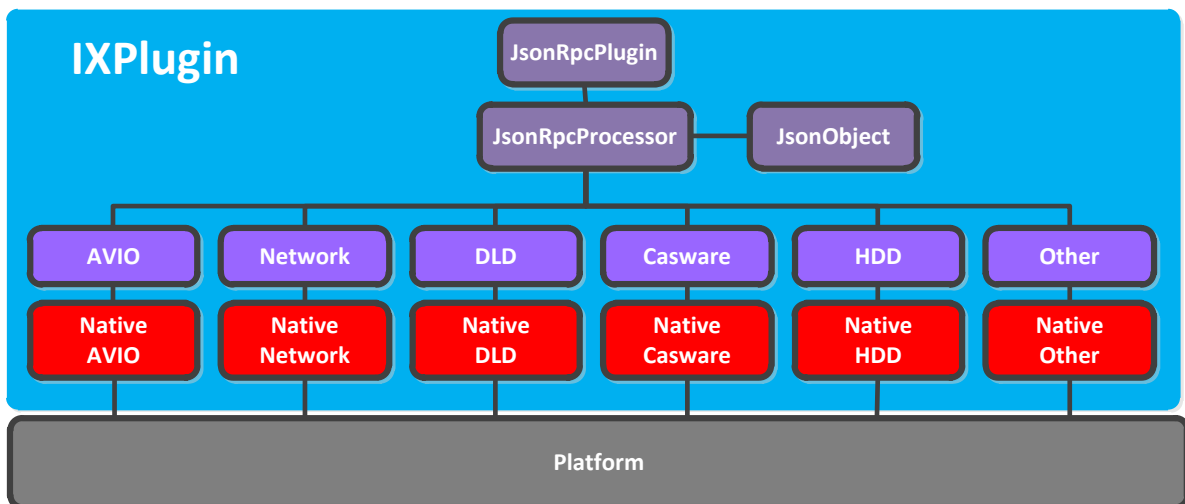 IXPlugin
JsonRpcPlugin
JsonRpcProcessor
JsonObject
AVIO
Network
DLD
Casware
HDD
Other
Native
AVIO
Native
Network
Native
DLD
Native
Casware
Native
HDD
Native
Other
Platform